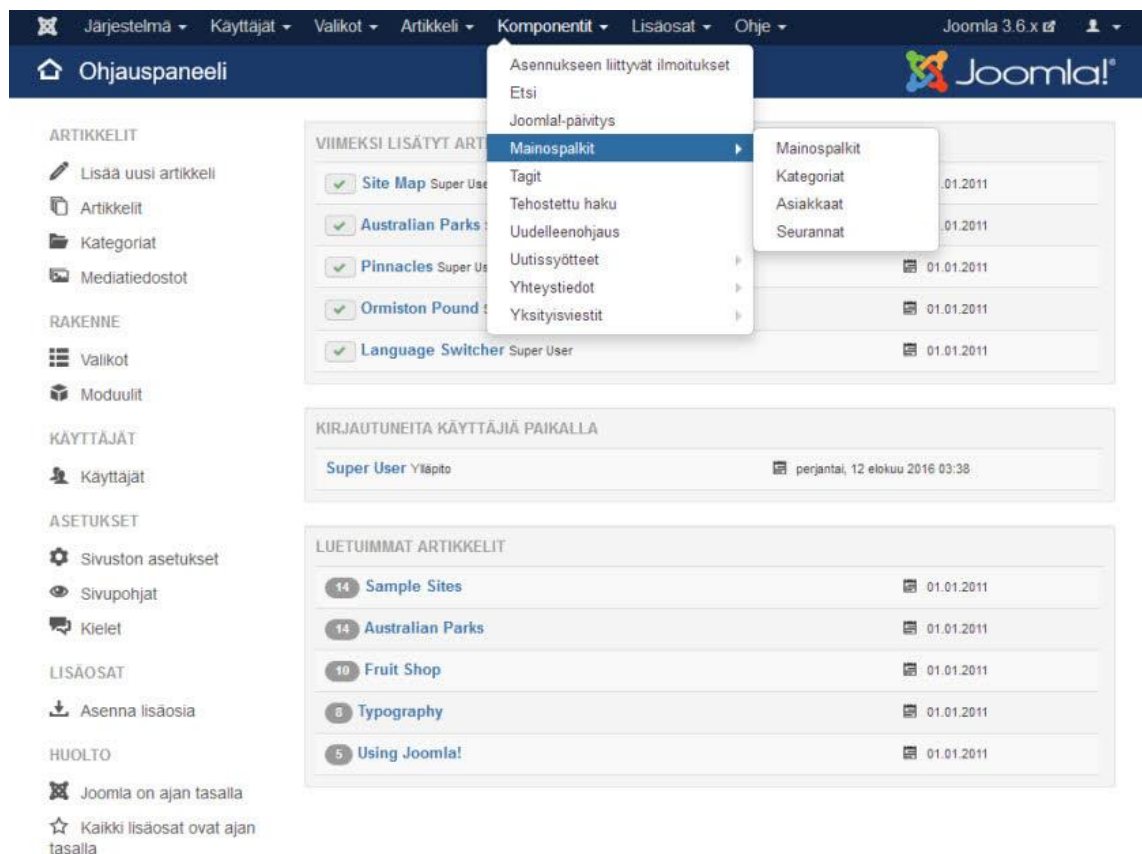 Järjestelmä Käyttäjät Valikot Artikkeli Komponentit Lisäosat Ohje Joomla 3.6.x
Ohjauspaneeli
Joomla!®
Asennukseen liittyvät ilmoitukset
Etsi
Joomla!-päivitys
Mainospalkit
Tagit
Tehostettu haku
Uudelleenohjaus
Uutissyötteet
Yhteystiedot
Yksityisviestit
Mainospalkit
Kategoriat
Asiakkaat
Seurannat
ARTIKKELIT
Lisää uusi artikkeli
Artikkelit
Kategoriat
Mediatiedostot
RAKENNE
Valikot
Moduulit
KÄYTTÄJÄT
Käyttäjät
ASETUKSET
Sivuston asetukset
Sivupohjat
Kielet
LISÄOSAT
Asenna lisäosia
HUOLTO
Joomla on ajan tasalla
Kaikki lisäosat ovat ajan
tasalla
VIIMEKSI LISÄTYT
Site Map Super .01.2011
Australian Parks .01.2011
Pinnacles Super 01.01.2011
Ormiston Pound 01.01.2011
Language Switcher Super User 01.01.2011
KIRJAUTUNEITA KÄYTTÄJIÄ PAIKALLA
Super User Ylläpito perjantai, 12 elokuu 2016 03:38
LUETUIMMAT ARTIKKELIT
14 Sample Sites 01.01.2011
14 Australian Parks 01.01.2011
10 Fruit Shop 01.01.2011
8 Typography 01.01.2011
5 Using Joomla! 01.01.2011